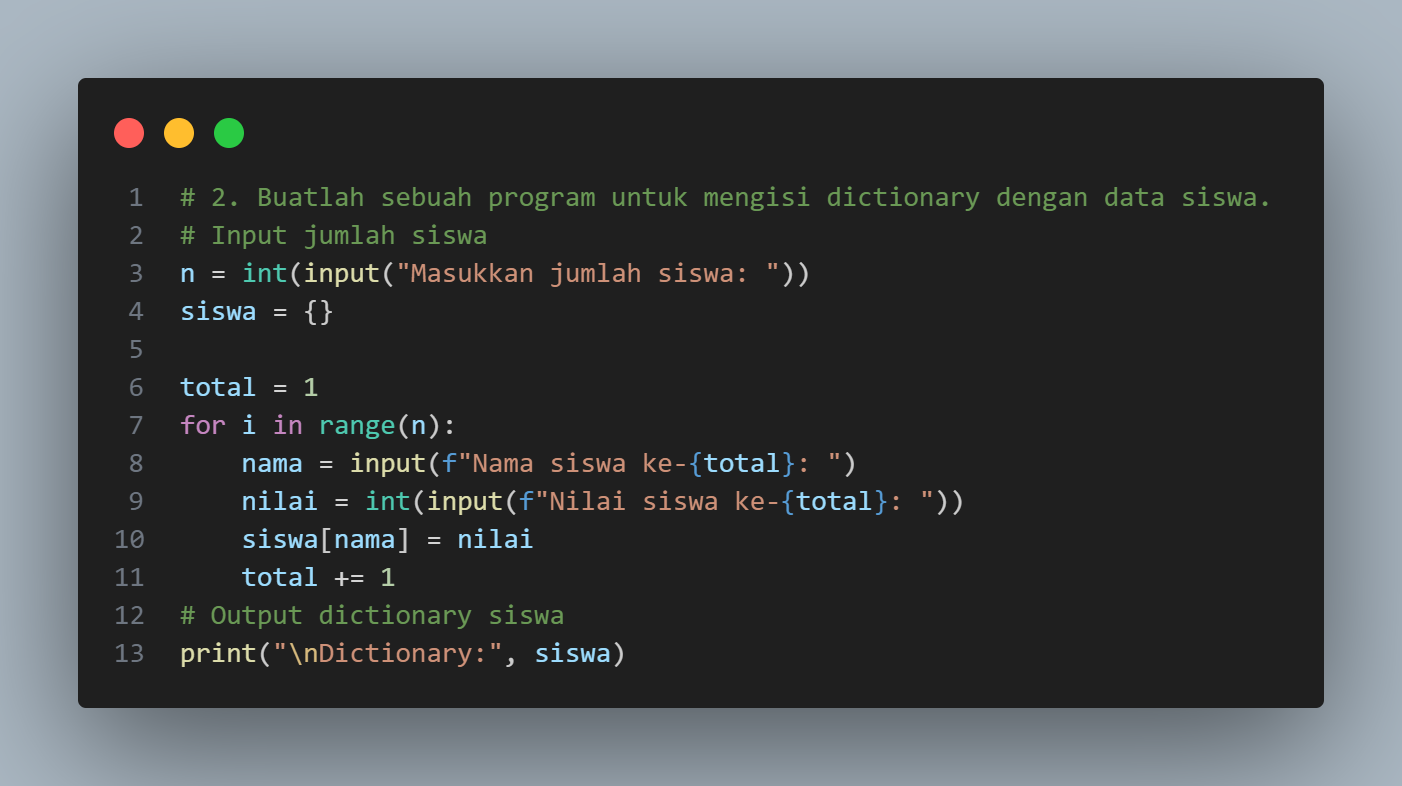 1 # 2. Buatlah sebuah program untuk mengisi dictionary dengan data siswa.
2 # Input jumlah siswa
3 n = int(input("Masukkan jumlah siswa: "))
4 siswa = {}
5
6 total = 1
7 for i in range(n):
8     nama = input(f"Nama siswa ke-{total}: ")
9     nilai = int(input(f"Nilai siswa ke-{total}: "))
10     siswa[nama] = nilai
11     total += 1
12 # Output dictionary siswa
13 print("\nDictionary:", siswa)